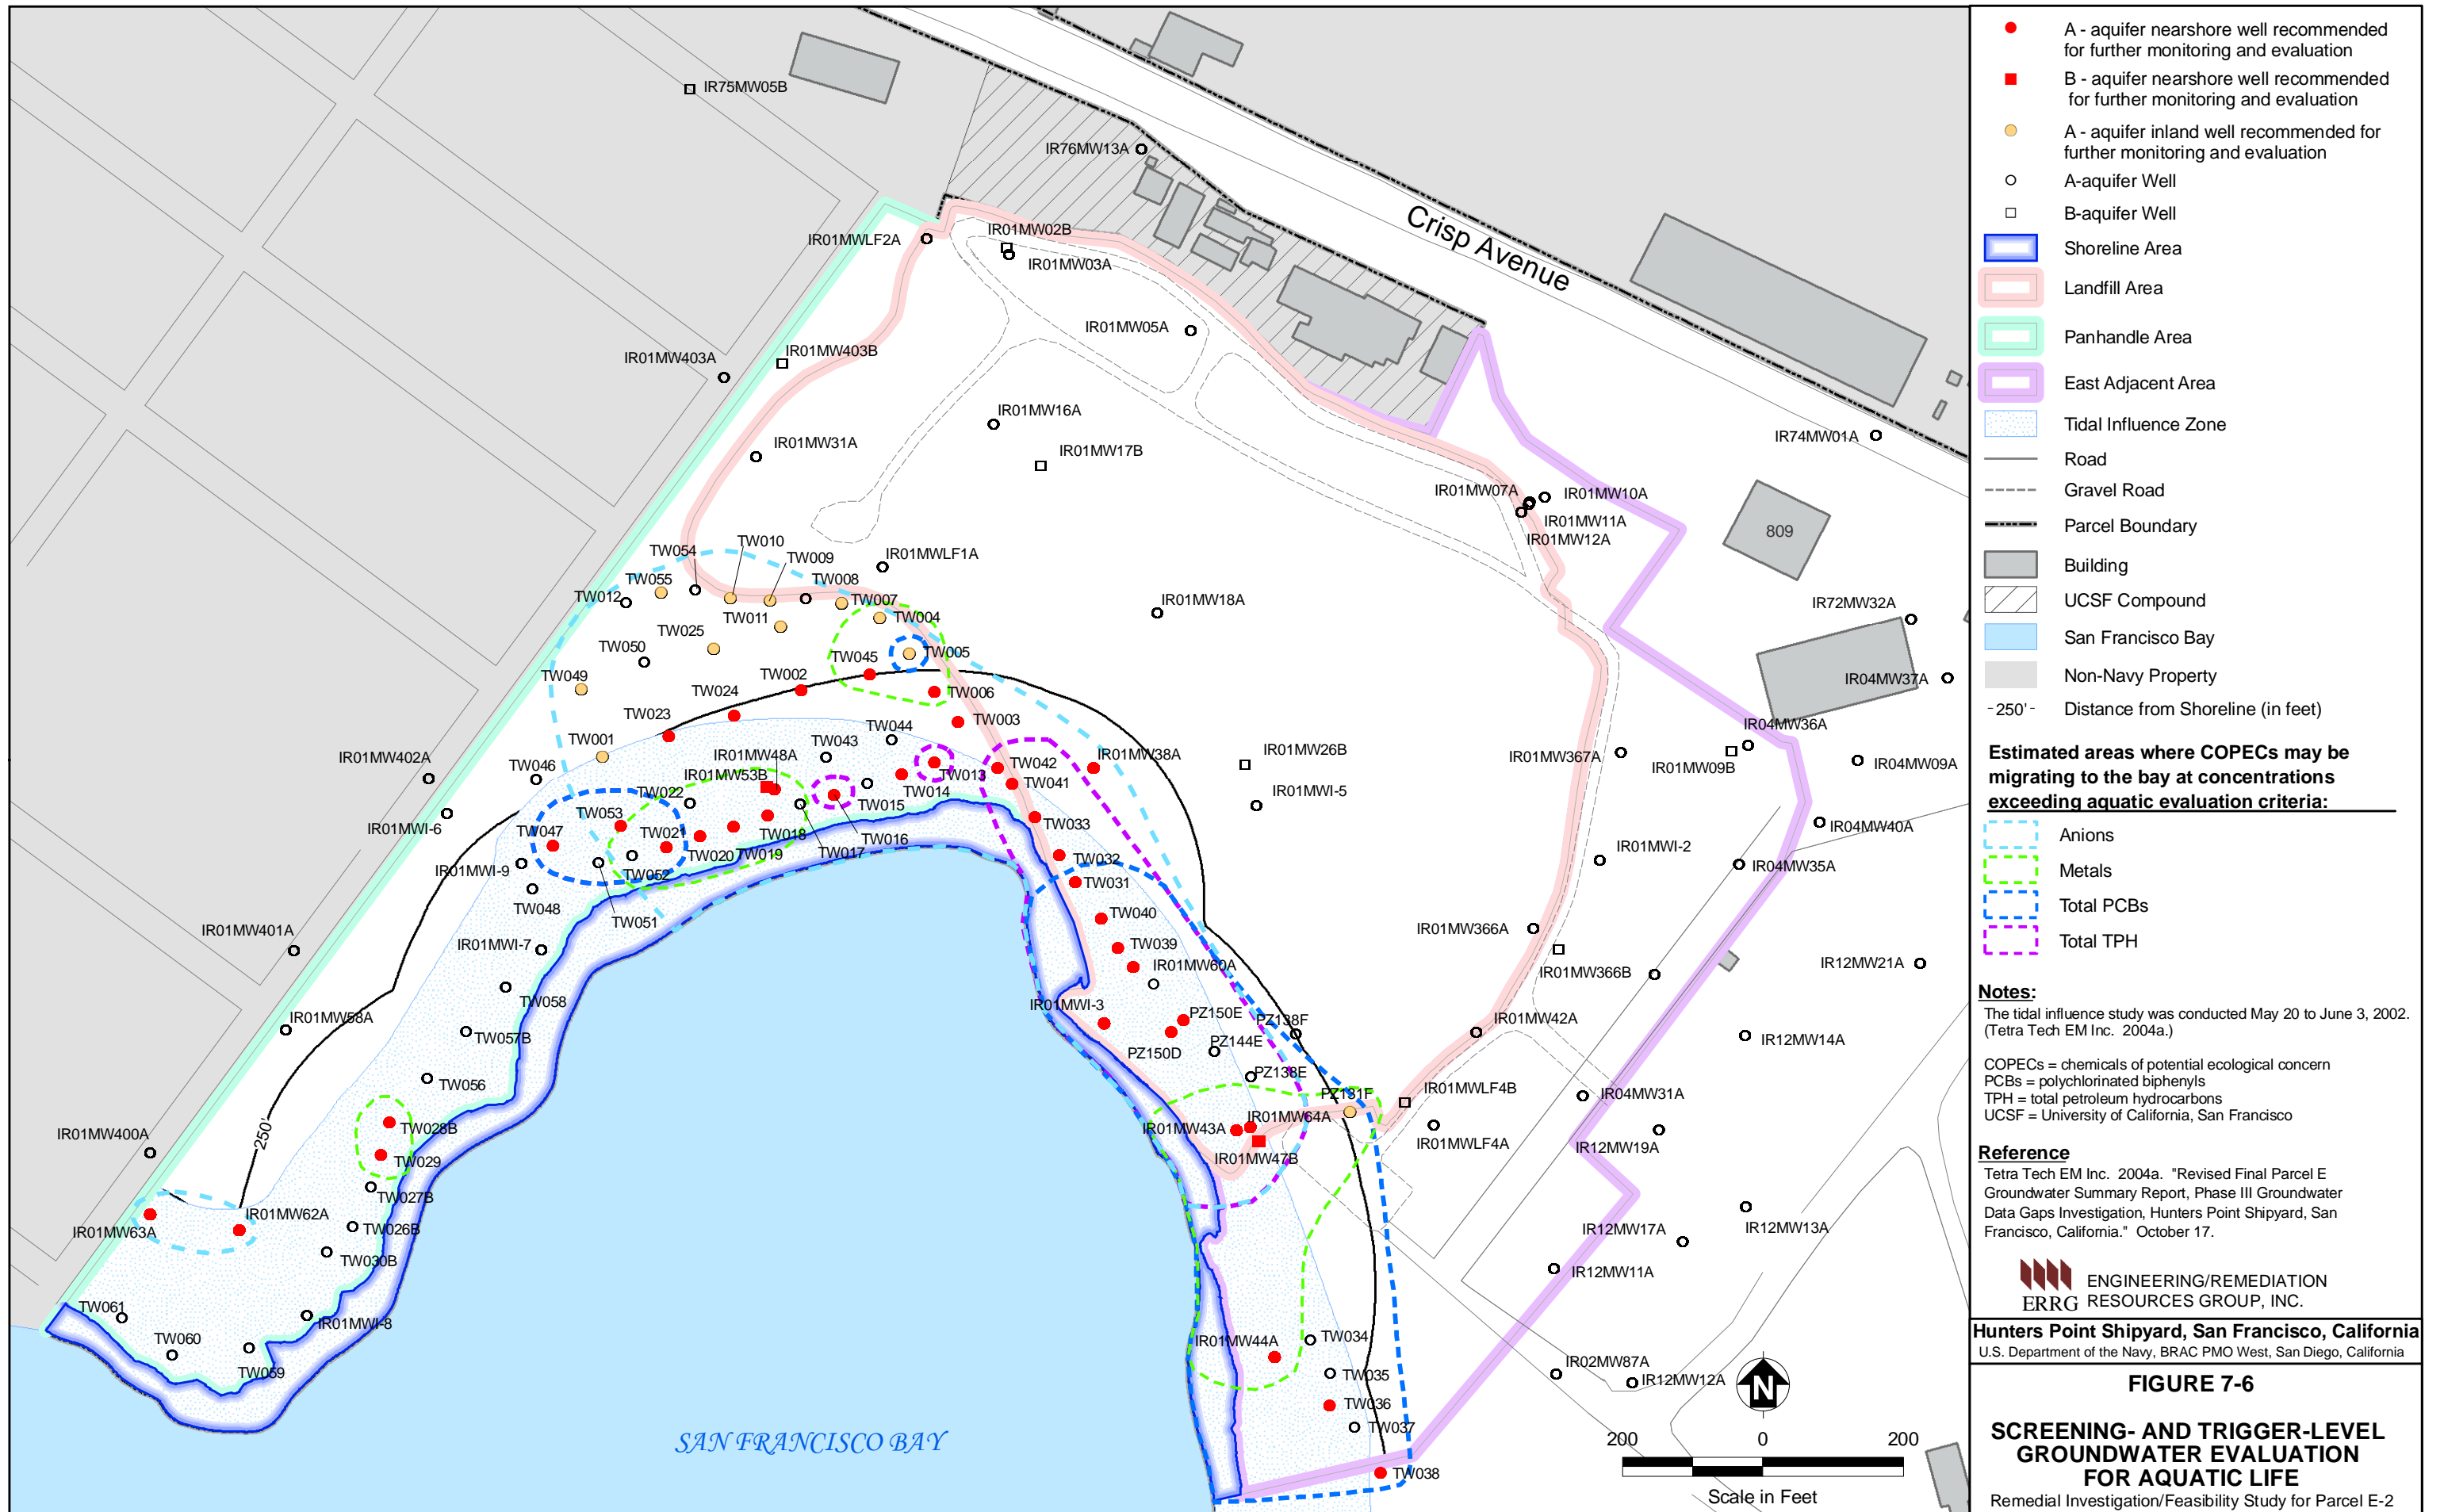 IR75MW05B
IR76MW13A
Crisp Avenue
IR01MWLF2A
IR01MW02B
IR01MW03A
IR01MW05A
IR01MW403A
IR01MW403B
IR01MW16A
IR01MW31A
IR01MW17B
IR74MW01A
IR01MW07A
IR01MW10A
IR01MW11A
IR01MW12A
809
TW054
TW010
TW009
IR01MWLF1A
TW055
TW008
TW012
TW007
TW011
TW004
IR01MW18A
IR72MW32A
TW025
TW050
TW045
TW005
TW049
TW002
TW024
TW006
IR04MW37A
TW023
TW003
TW044
IR04MW36A
TW001
TW043
IR01MW48A
IR01MW38A
IR01MW26B
IR01MW367A
IR01MW09B
IR04MW09A
IR01MW402A
TW046
IR01MW53B
TW013
TW042
TW041
TW022
TW015
TW014
IR01MWI-5
IR01MWI-6
TW053
TW033
IR04MW40A
TW047
TW021
TW018
TW016
TW020
TW019
TW017
TW032
IR01MWI-2
IR04MW35A
IR01MWI-9
TW052
TW031
TW048
TW051
TW040
IR01MW401A
IR01MWI-7
TW039
IR01MW366A
IR01MW60A
IR01MW366B
IR12MW21A
TW058
IR01MWI-3
IR01MW58A
TW057B
PZ150E
PZ138F
IR01MW42A
IR12MW14A
PZ150D
PZ144E
TW056
PZ138E
PZ131F
IR01MWLF4B
IR04MW31A
250'
TW028B
IR01MW64A
IR01MW43A
IR01MW400A
IR01MWLF4A
IR12MW19A
TW029
IR01MW47B
TW027B
IR01MW62A
IR01MW63A
TW026B
IR12MW17A
IR12MW13A
TW030B
IR12MW11A
TW061
IR01MWI-8
TW060
TW059
IR01MW44A
TW034
TW035
IR02MW87A
IR12MW12A
TW036
TW037
TW038
SAN FRANCISCO BAY
N
200 0 200
Scale in Feet
A - aquifer nearshore well recommended
for further monitoring and evaluation
B - aquifer nearshore well recommended
for further monitoring and evaluation
A - aquifer inland well recommended for
further monitoring and evaluation
A-aquifer Well
B-aquifer Well
Shoreline Area
Landfill Area
Panhandle Area
East Adjacent Area
Tidal Influence Zone
Road
Gravel Road
Parcel Boundary
Building
UCSF Compound
San Francisco Bay
Non-Navy Property
-250'- Distance from Shoreline (in feet)
Estimated areas where COPECs may be
migrating to the bay at concentrations
exceeding aquatic evaluation criteria:
Anions
Metals
Total PCBs
Total TPH
Notes:
The tidal influence study was conducted May 20 to June 3, 2002.
(Tetra Tech EM Inc. 2004a.)
COPECs = chemicals of potential ecological concern
PCBs = polychlorinated biphenyls
TPH = total petroleum hydrocarbons
UCSF = University of California, San Francisco
Reference
Tetra Tech EM Inc. 2004a. "Revised Final Parcel E
Groundwater Summary Report, Phase III Groundwater
Data Gaps Investigation, Hunters Point Shipyard, San
Francisco, California." October 17.
ERRG
ENGINEERING/REMEDIATION
RESOURCES GROUP, INC.
Hunters Point Shipyard, San Francisco, California
U.S. Department of the Navy, BRAC PMO West, San Diego, California
FIGURE 7-6
SCREENING- AND TRIGGER-LEVEL
GROUNDWATER EVALUATION
FOR AQUATIC LIFE
Remedial Investigation/Feasibility Study for Parcel E-2